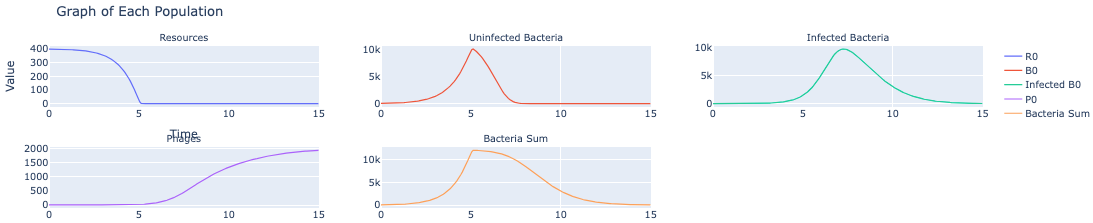 Graph of Each Population
Resources
Uninfected Bacteria
Infected Bacteria
Value
400
300
200
100
0
0 5 10 15
10k
5k
0
0 5 10 15
10k
5k
0
0 5 10 15
R0
B0
Infected B0
P0
Bacteria Sum
Time
Phages
Bacteria Sum
2000
1500
1000
500
0
0 5 10 15
10k
5k
0
0 5 10 15